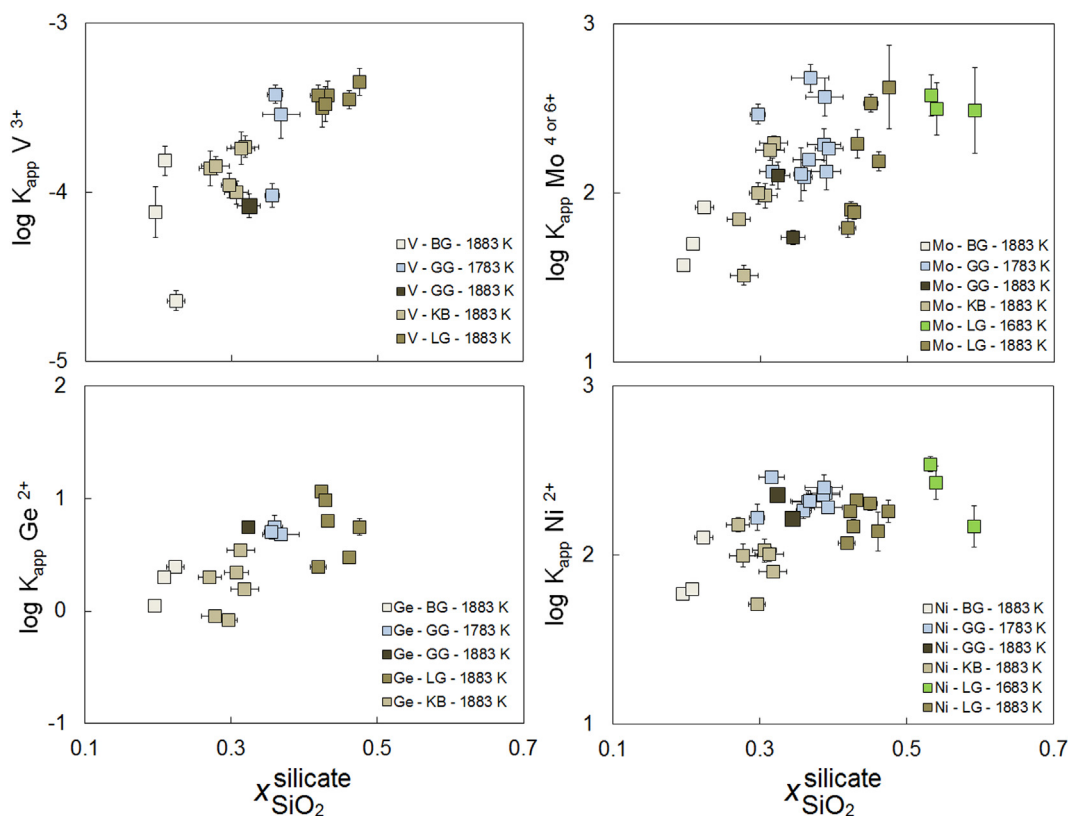 -3
-4
-5
log Kapp V 3+
V - BG - 1883 K
V - GG - 1783 K
V - GG - 1883 K
V - KB - 1883 K
V - LG - 1883 K
3
2
1
log Kapp Mo 4 or 6+
Mo - BG - 1883 K
Mo - GG - 1783 K
Mo - GG - 1883 K
Mo - KB - 1883 K
Mo - LG - 1683 K
Mo - LG - 1883 K
2
1
0
-1
log Kapp Ge 2+
Ge - BG - 1883 K
Ge - GG - 1783 K
Ge - GG - 1883 K
Ge - LG - 1883 K
Ge - KB - 1883 K
0.1 0.3 0.5 0.7
x silicate SiO2
3
2
1
log Kapp Ni 2+
Ni - BG - 1883 K
Ni - GG - 1783 K
Ni - GG - 1883 K
Ni - KB - 1883 K
Ni - LG - 1683 K
Ni - LG - 1883 K
0.1 0.3 0.5 0.7
x silicate SiO2